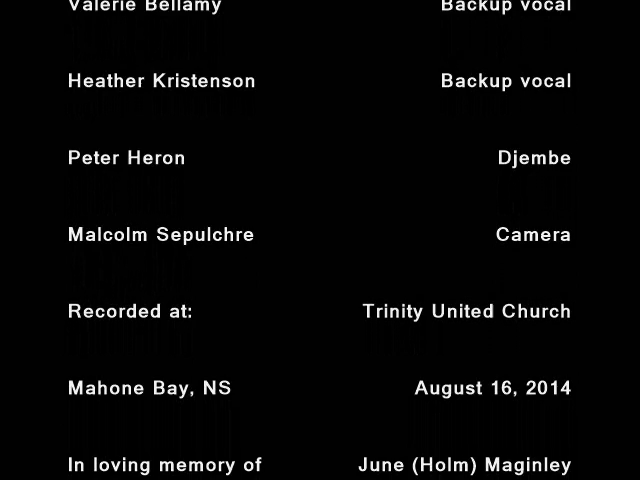 Valerie Bellamy Backup vocal
Heather Kristenson Backup vocal
Peter Heron Djembe
Malcolm Sepulchre Camera
Recorded at: Trinity United Church
Mahone Bay, NS August 16, 2014
In loving memory of June (Holm) Maginley